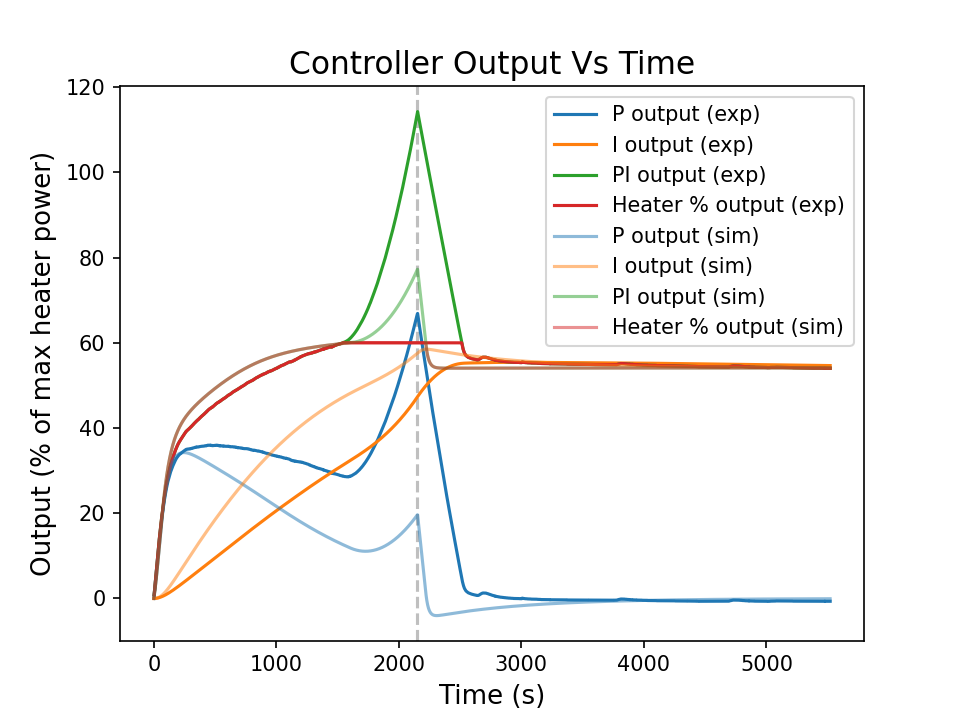 Controller Output Vs Time
Output (% of max heater power)
120
100
80
60
40
20
0
P output (exp)
I output (exp)
PI output (exp)
Heater % output (exp)
P output (sim)
I output (sim)
PI output (sim)
Heater % output (sim)
0 1000 2000 3000 4000 5000
Time (s)